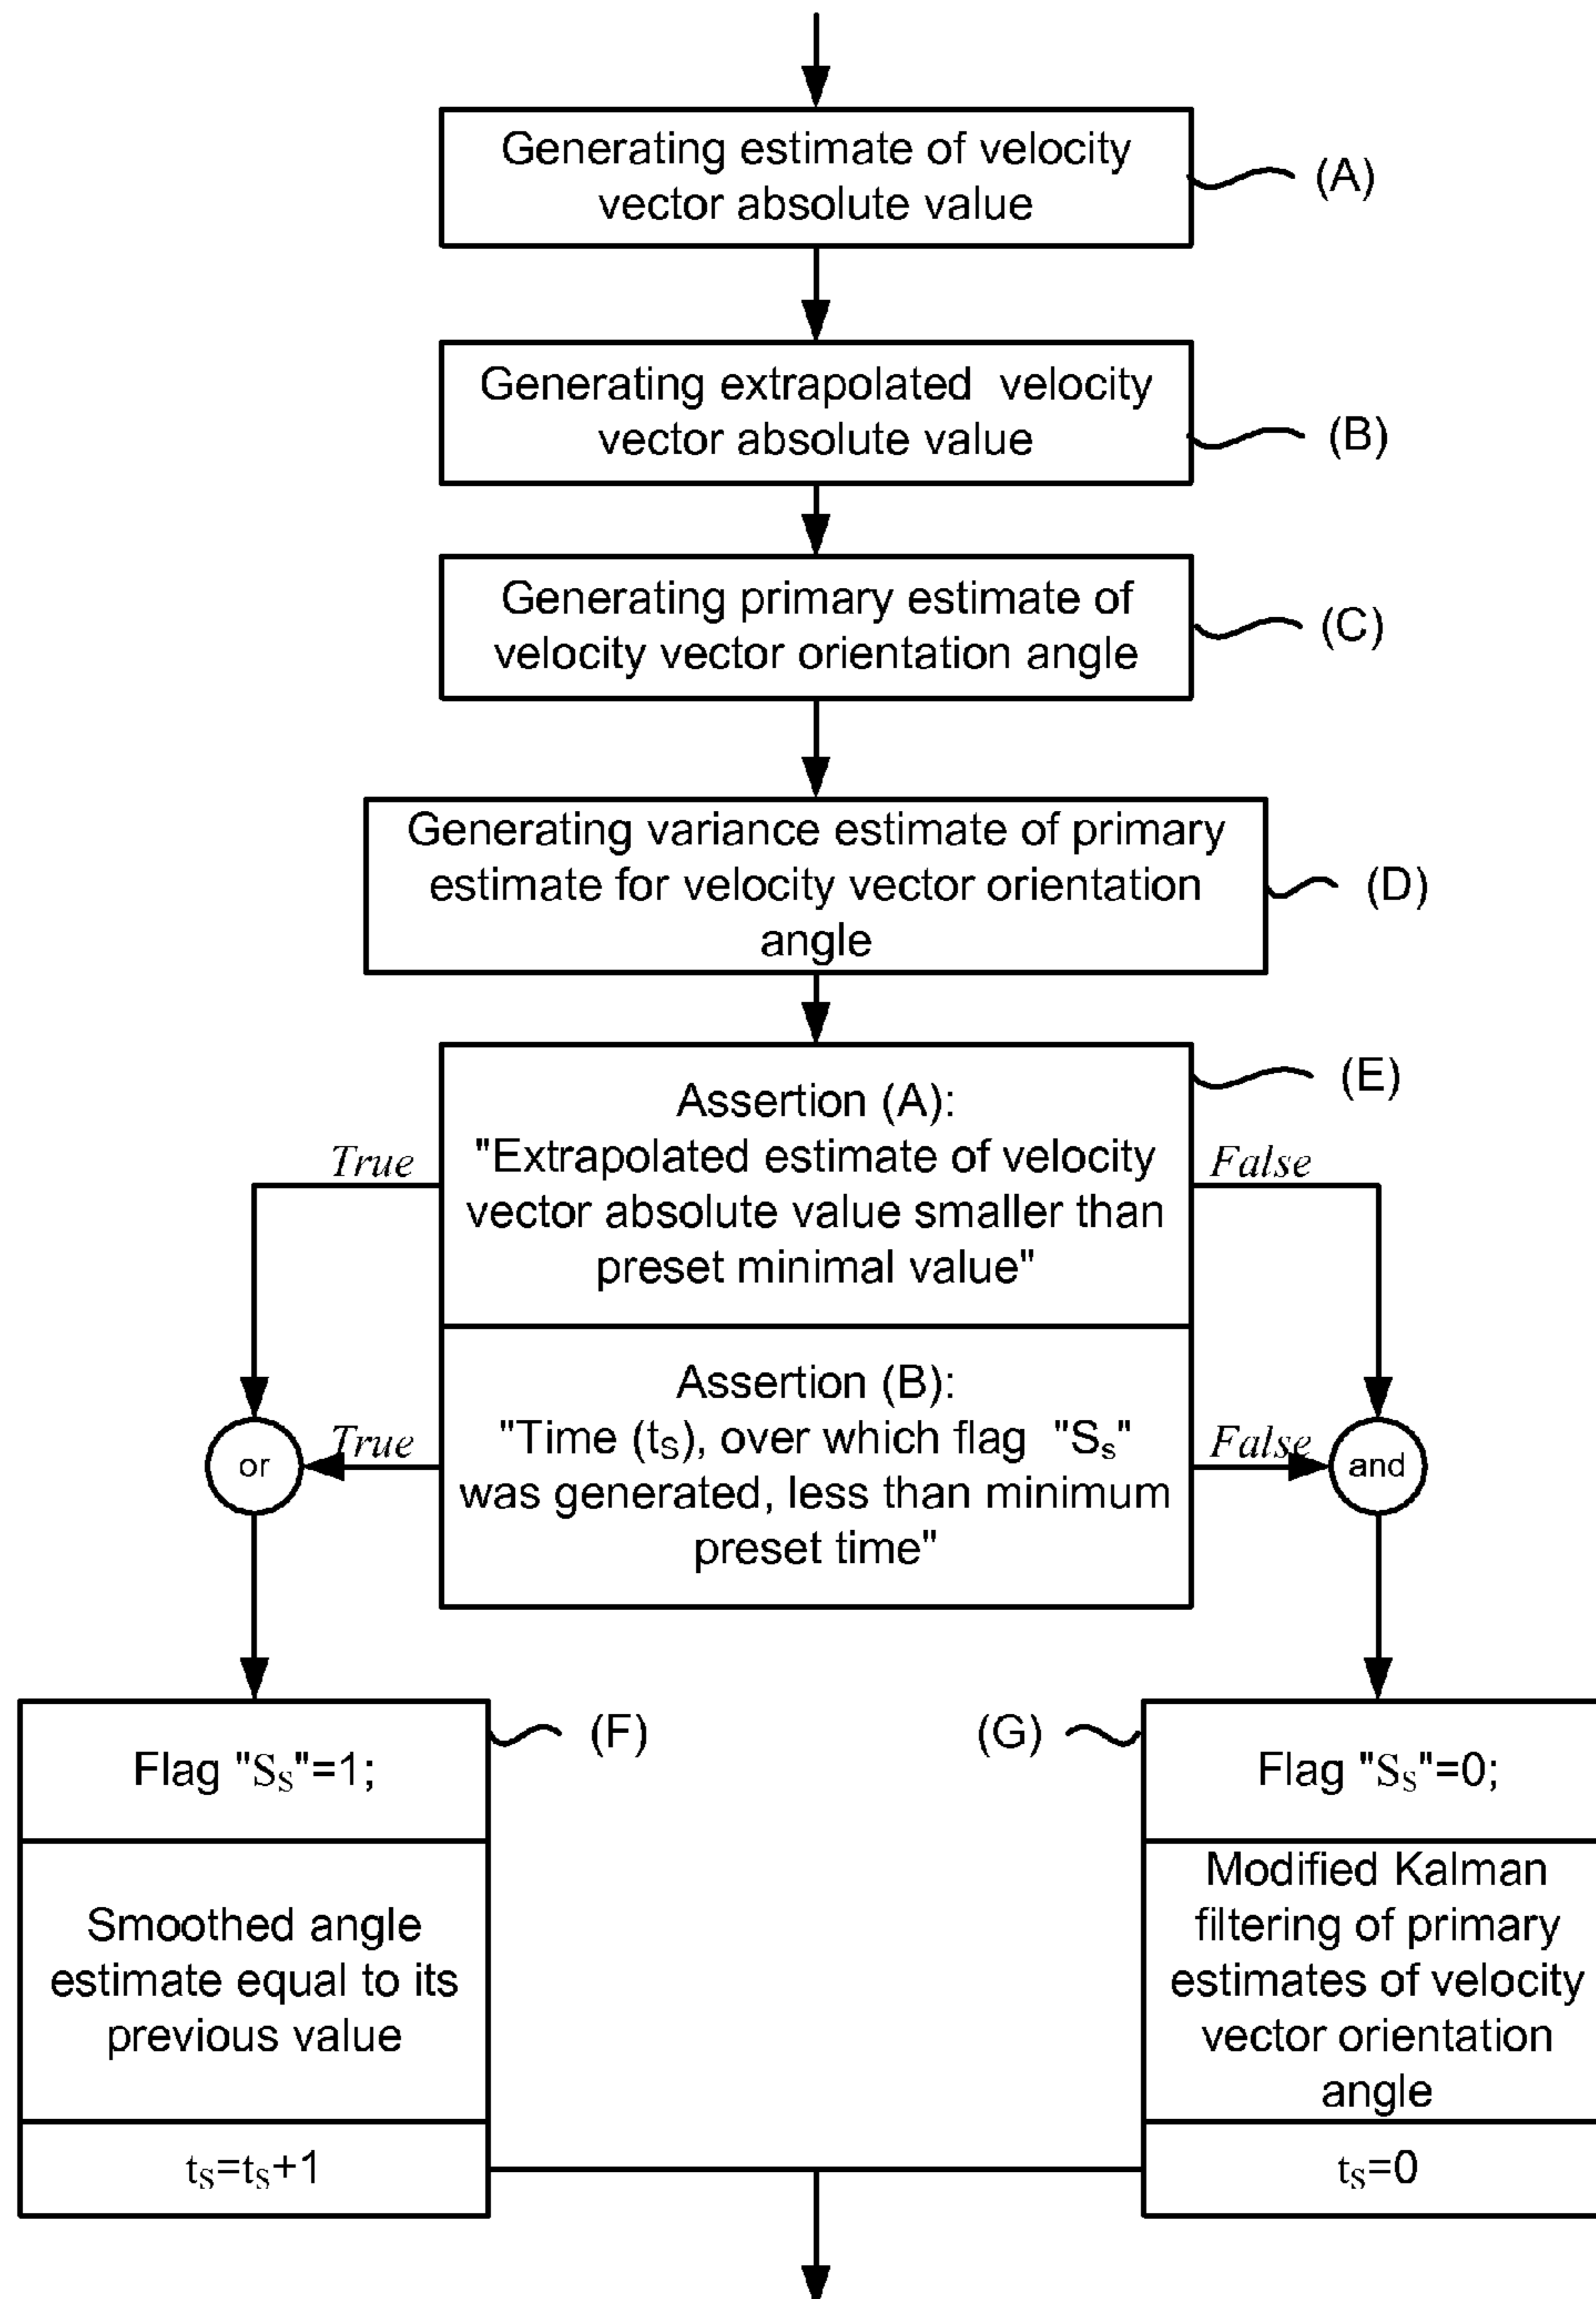 Generating estimate of velocity
vector absolute value
(A)
Generating extrapolated velocity
vector absolute value
(B)
Generating primary estimate of
velocity vector orientation angle
(C)
Generating variance estimate of primary
estimate for velocity vector orientation
angle
(D)
(E)
Assertion (A):
"Extrapolated estimate of velocity
vector absolute value smaller than
preset minimal value"
True
False
Assertion (B):
"Time (ts), over which flag "Ss"
was generated, less than minimum
preset time"
True
False
or
and
(F)
Flag "Ss"=1;
Smoothed angle
estimate equal to its
previous value
ts=ts+1
(G)
Flag "Ss"=0;
Modified Kalman
filtering of primary
estimates of velocity
vector orientation
angle
ts=0